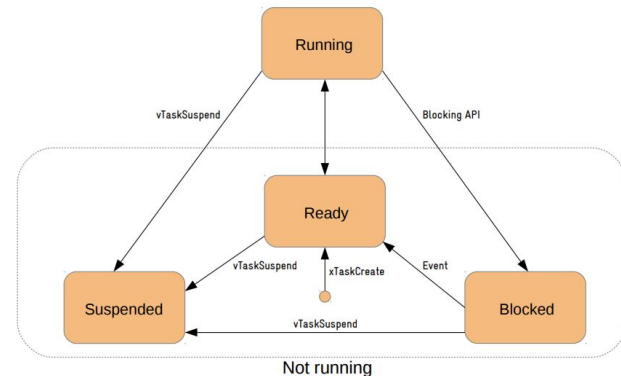 Running
vTaskSuspend
Blocking API
Ready
vTaskSuspend
xTaskCreate
Event
Suspended
vTaskSuspend
Blocked
Not running